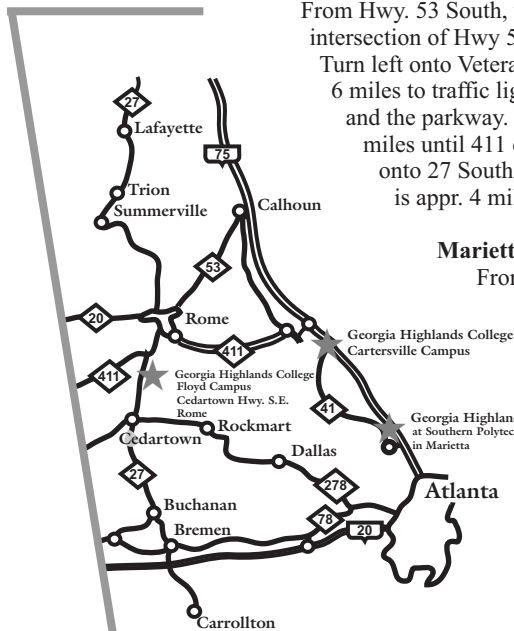 From Hwy. 53 South,
intersection of Hwy 5
Turn left onto Vetera
6 miles to traffic lig
and the parkway.
miles until 411
onto 27 South
is appr. 4 mil
Mariett
Fro
27
Lafayette
75
Trion
Summerville
Calhoun
53
20
Rome
411
Georgia Highlands College
Cartersville Campus
411
Georgia Highlands College
Floyd Campus
Cedartown Hwy. S.E.
Rome
41
Georgia Highlan
at Southern Polytec
in Marietta
Cedartown
Rockmart
Dallas
27
278
Atlanta
Buchanan
78
20
Bremen
Carrollton